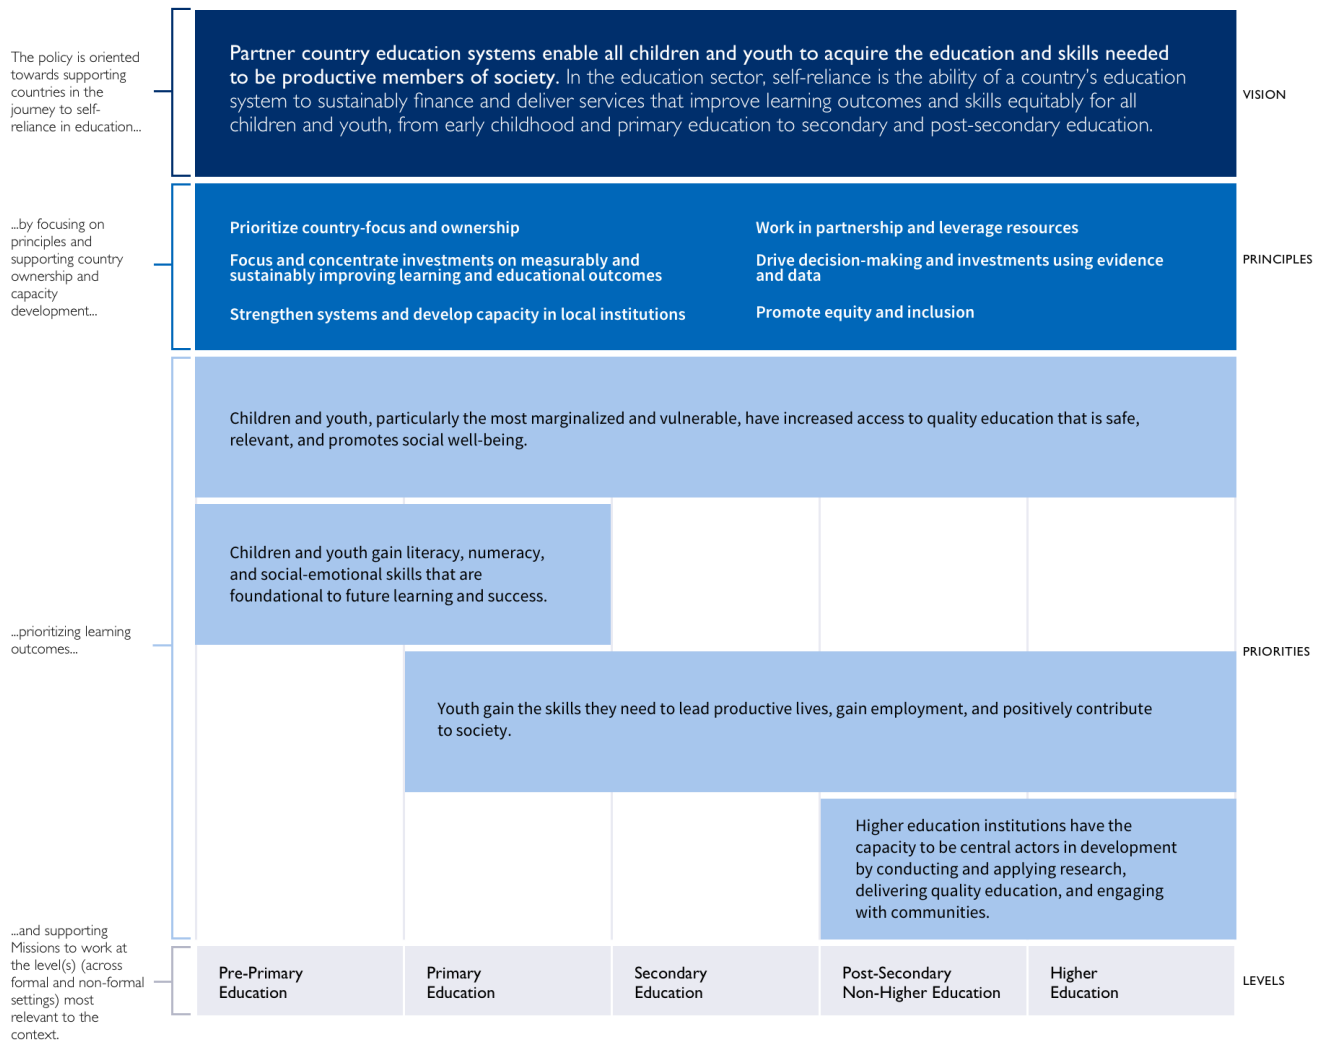 The policy is oriented
towards supporting
countries in the
journey to self-
reliance in education...
Partner country education systems enable all children and youth to acquire the education and skills needed
to be productive members of society. In the education sector, self-reliance is the ability of a country's education
system to sustainably finance and deliver services that improve learning outcomes and skills equitably for all
children and youth, from early childhood and primary education to secondary and post-secondary education.
VISION
...by focusing on
principles and
supporting country
ownership and
capacity
development...
Prioritize country-focus and ownership
Focus and concentrate investments on measurably and
sustainably improving learning and educational outcomes
Strengthen systems and develop capacity in local institutions
Work in partnership and leverage resources
Drive decision-making and investments using evidence
and data
Promote equity and inclusion
PRINCIPLES
...prioritizing learning
outcomes...
Children and youth, particularly the most marginalized and vulnerable, have increased access to quality education that is safe,
relevant, and promotes social well-being.
Children and youth gain literacy, numeracy,
and social-emotional skills that are
foundational to future learning and success.
Youth gain the skills they need to lead productive lives, gain employment, and positively contribute
to society.
Higher education institutions have the
capacity to be central actors in development
by conducting and applying research,
delivering quality education, and engaging
with communities.
PRIORITIES
...and supporting
Missions to work at
the level(s) (across
formal and non-formal
settings) most
relevant to the
context.
Pre-Primary
Education
Primary
Education
Secondary
Education
Post-Secondary
Non-Higher Education
Higher
Education
LEVELS